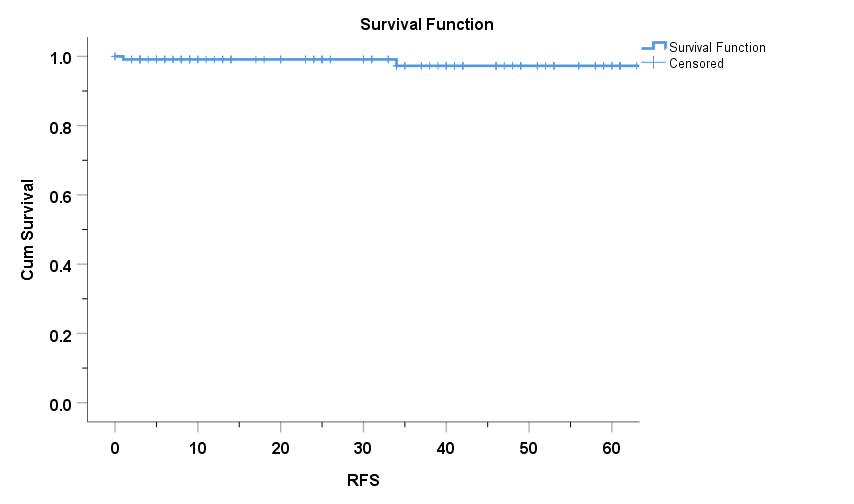 Survival Function
Survival Function
Censored
1.0
0.8
0.6
0.4
0.2
0.0
Cum Survival
0 10 20 30 40 50 60
RFS